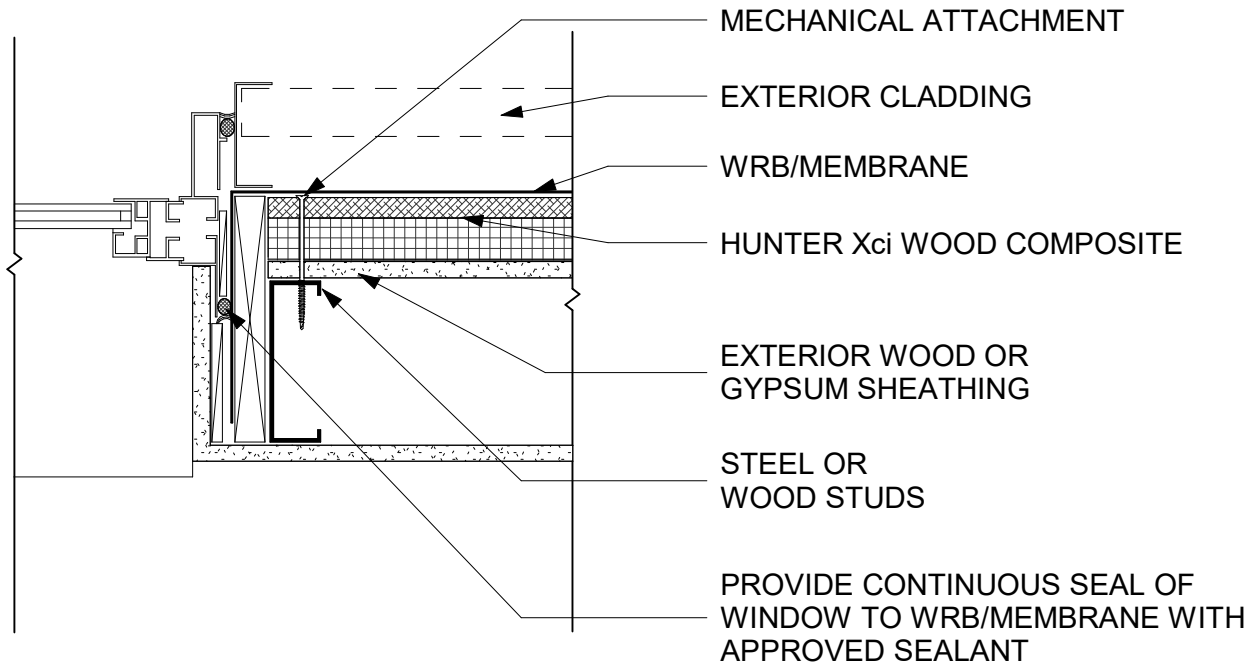 MECHANICAL ATTACHMENT
EXTERIOR CLADDING
WRB/MEMBRANE
HUNTER Xci WOOD COMPOSITE
EXTERIOR WOOD OR
GYPSUM SHEATHING
STEEL OR
WOOD STUDS
PROVIDE CONTINUOUS SEAL OF
WINDOW TO WRB/MEMBRANE WITH
APPROVED SEALANT